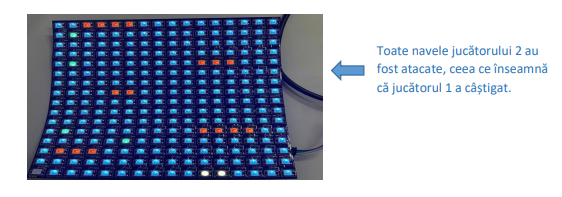 Toate navele jucătorului 2 au
fost atacate, ceea ce înseamnă
că jucătorul 1 a câștigat.